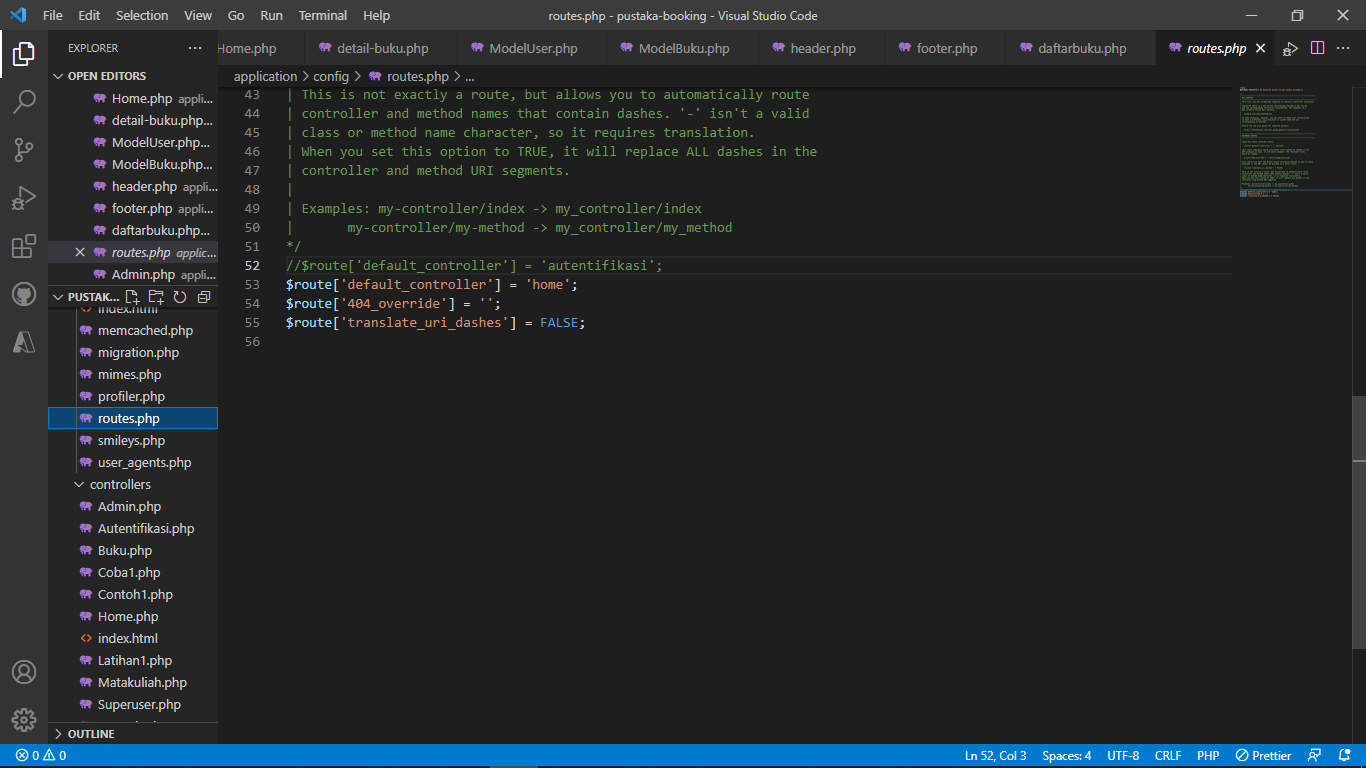 File Edit Selection View Go Run Terminal Help
routes.php - pustaka-booking - Visual Studio Code
EXPLORER
OPEN EDITORS
Home.php appli...
detail-buku.php...
ModelUser.php...
ModelBuku.php...
header.php appli...
footer.php appli...
daftarbuku.php...
routes.php applic...
Admin.php appli...
PUSTAK...
index.html
memcached.php
migration.php
mimes.php
profiler.php
routes.php
smileys.php
user_agents.php
controllers
Admin.php
Autentifikasi.php
Buku.php
Coba1.php
Contoh1.php
Home.php
index.html
Latihan1.php
Matakuliah.php
Superuser.php
OUTLINE
Home.php detail-buku.php ModelUser.php ModelBuku.php header.php footer.php daftarbuku.php routes.php
application > config > routes.php > ...
43 | This is not exactly a route, but allows you to automatically route
44 | controller and method names that contain dashes. '-' isn't a valid
45 | class or method name character, so it requires translation.
46 | When you set this option to TRUE, it will replace ALL dashes in the
47 | controller and method URI segments.
48 |
49 | Examples: my-controller/index -> my_controller/index
50 | my-controller/my-method -> my_controller/my_method
51 */
52 //$route['default_controller'] = 'autentifikasi';
53 $route['default_controller'] = 'home';
54 $route['404_override'] = '';
55 $route['translate_uri_dashes'] = FALSE;
56
0 0
Ln 52, Col 3 Spaces: 4 UTF-8 CRLF PHP Prettier